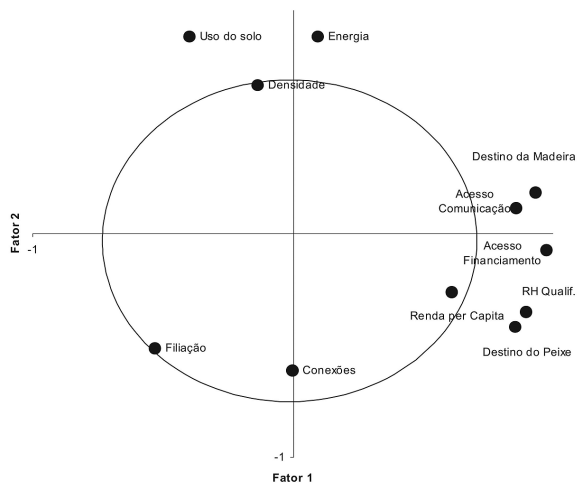 Uso do solo
Energia
Densidade
Destino da Madeira
Acesso
Comunicação
Fator 2
-1
Acesso
Financiamento
RH Qualif.
Renda per Capita
Filiação
Destino do Peixe
Conexões
-1
Fator 1